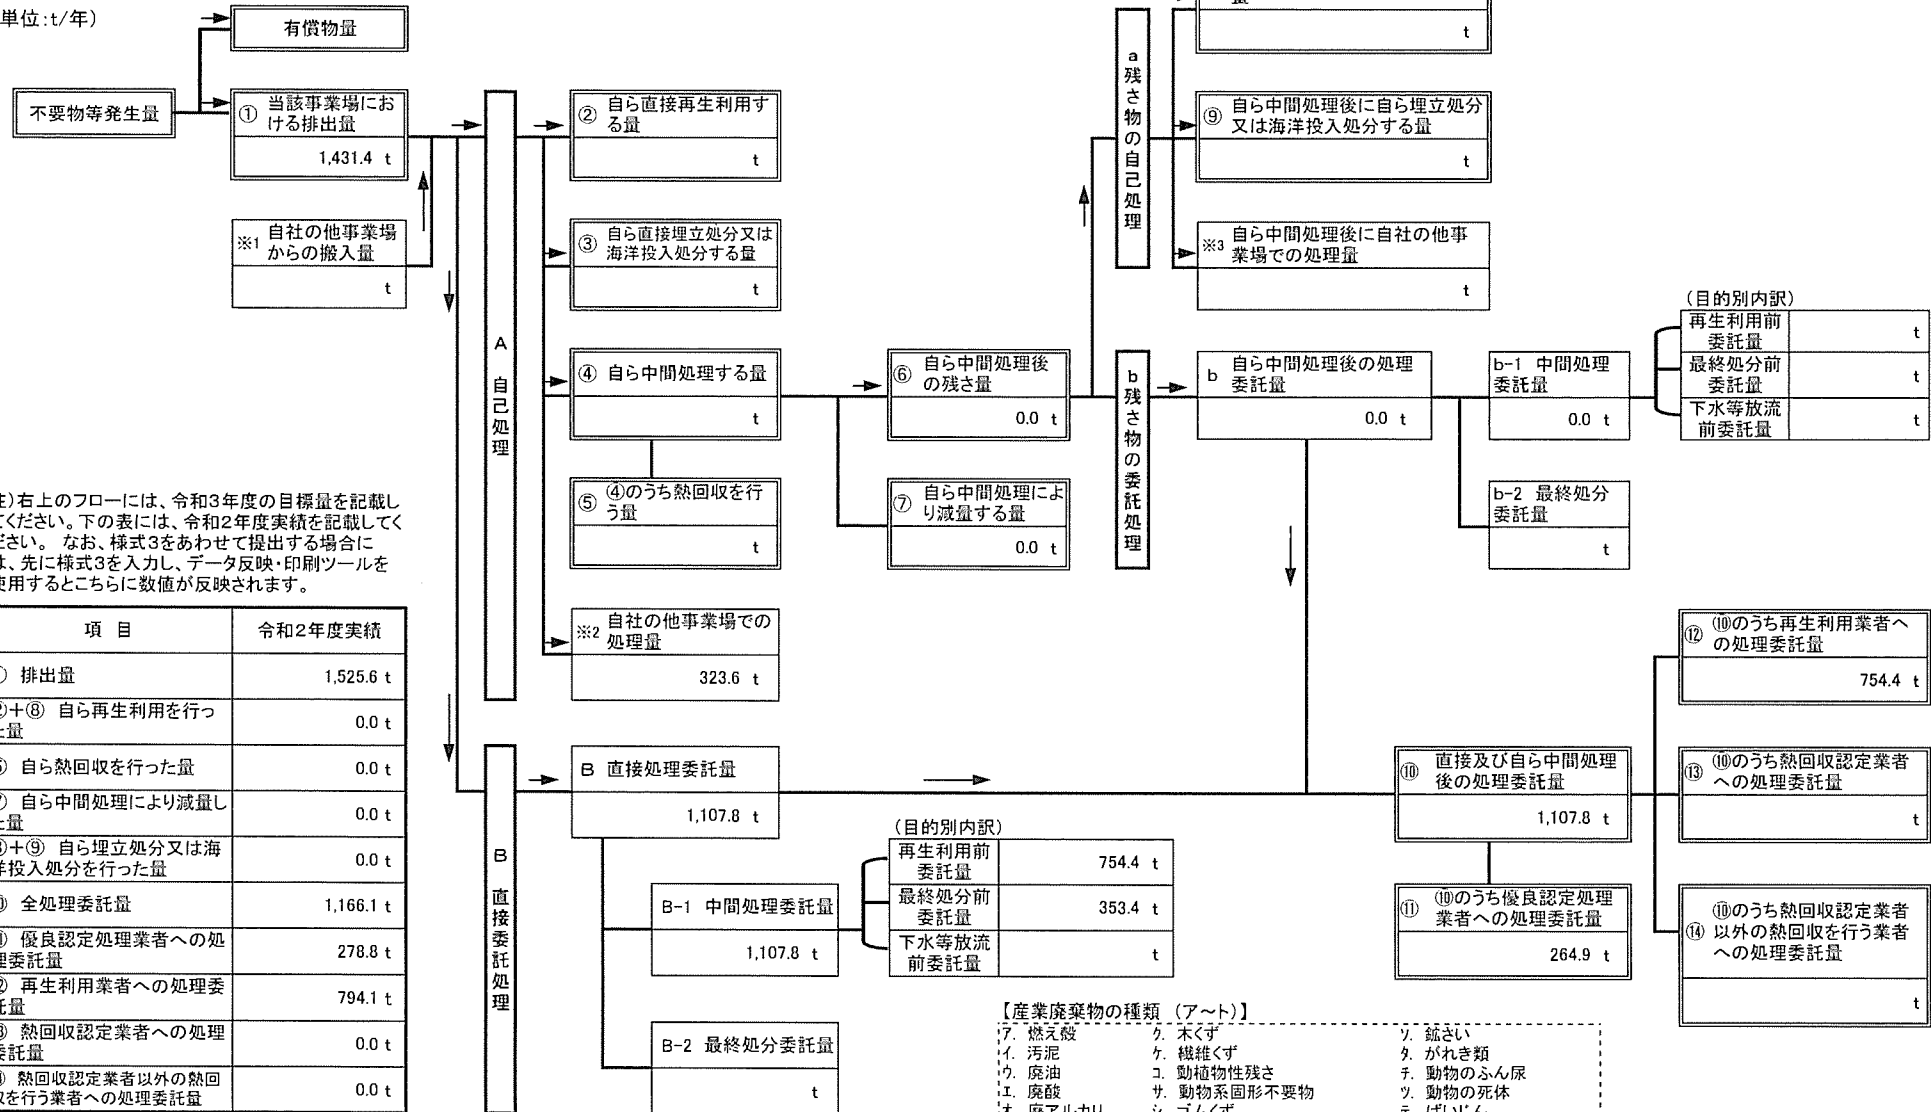 単位:t/年)
有償物量
不要物等発生量
①
当該事業場にお
ける排出量
1,431.4 t
※1
自社の他事業場
からの搬入量
t
A 自己処理
②
自ら直接再生利用す
る量
t
③
自ら直接埋立処分又は
海洋投入処分する量
t
④ 自ら中間処理する量
t
⑤
④のうち熱回収を行
う量
t
※2
自社の他事業場での
処理量
323.6 t
⑥
自ら中間処理後
の残さ量
0.0 t
⑦
自ら中間処理によ
り減量する量
0.0 t
a 残さ物の自己処理
t
⑨
自ら中間処理後に自ら埋立処分
又は海洋投入処分する量
t
※3
自ら中間処理後に自社の他事
業場での処理量
t
b 残さ物の委託処理
b
自ら中間処理後の処理
委託量
0.0 t
b-1 中間処理
委託量
0.0 t
(目的別内訳)
再生利用前
委託量
t
最終処分前
委託量
t
下水等放流
前委託量
t
b-2 最終処分
委託量
t
)右上のフローには、令和3年度の目標量を記載し
てください。下の表には、令和2年度実績を記載してく
ださい。 なお、様式3をあわせて提出する場合に
は、先に様式3を入力し、データ反映・印刷ツールを
使用するとこちらに数値が反映されます。
項 目
令和2年度実績
排出量
1,525.6 t
+⑧ 自ら再生利用を行っ
た量
0.0 t
自ら熱回収を行った量
0.0 t
自ら中間処理により減量し
た量
0.0 t
+⑨ 自ら埋立処分又は海
洋投入処分を行った量
0.0 t
全処理委託量
1,166.1 t
優良認定処理業者への処
理委託量
278.8 t
再生利用業者への処理委
託量
794.1 t
熱回収認定業者への処理
委託量
0.0 t
熱回収認定業者以外の熱回
収を行う業者への処理委託量
0.0 t
B 直接委託処理
B 直接処理委託量
1,107.8 t
B-1 中間処理委託量
1,107.8 t
(目的別内訳)
再生利用前
委託量
754.4 t
最終処分前
委託量
353.4 t
下水等放流
前委託量
t
B-2 最終処分委託量
t
⑩
直接及び自ら中間処理
後の処理委託量
1,107.8 t
⑪
⑩のうち優良認定処理
業者への処理委託量
264.9 t
⑫
⑩のうち再生利用業者へ
の処理委託量
754.4 t
⑬
⑩のうち熱回収認定業者
への処理委託量
t
⑭
⑩のうち熱回収認定業者
以外の熱回収を行う業者
への処理委託量
t
【産業廃棄物の種類 (ア~ト)】
ア. 燃え殻 ク. 木くず ソ. 鉱さい
イ. 汚泥 ケ. 繊維くず タ. がれき類
ウ. 廃油 コ. 動植物性残さ チ. 動物のふん尿
エ. 廃酸 サ. 動物系固形不要物 ツ. 動物の死体
オ. 廃アルカリ シ. ゴムくず テ. ばいじん